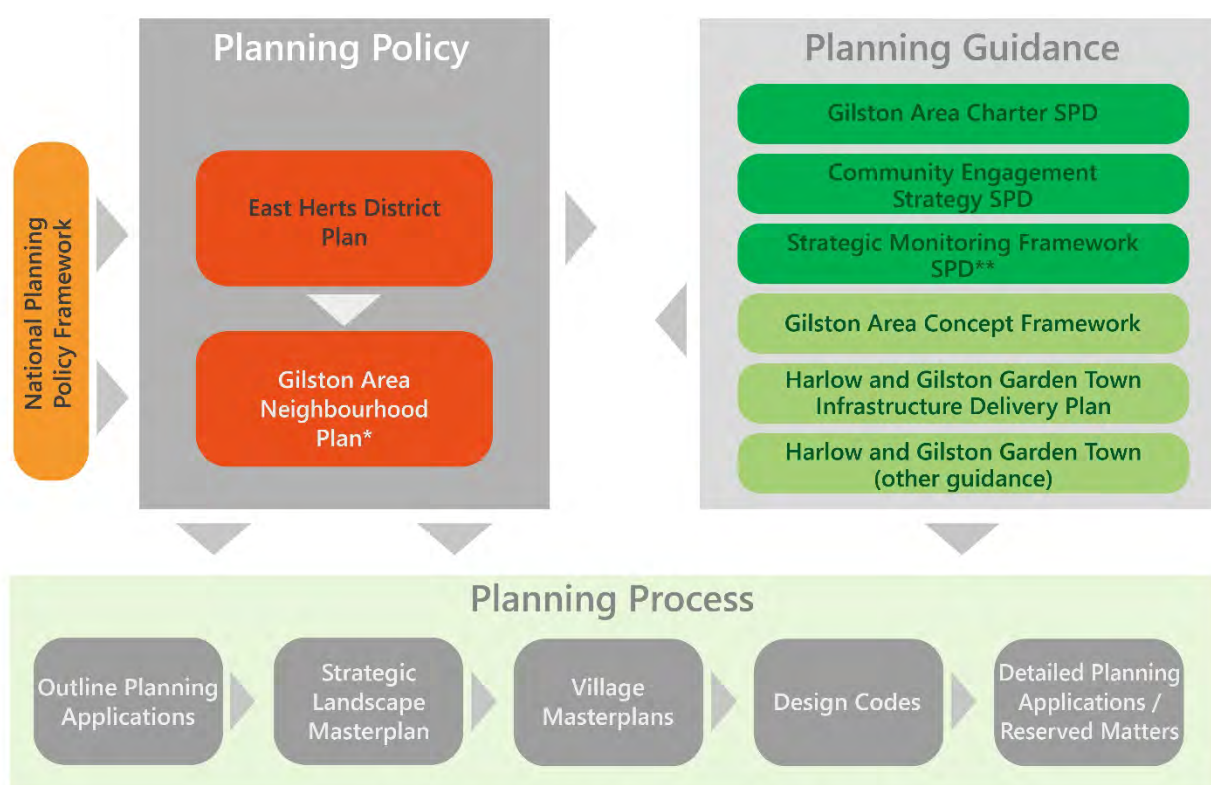 National Planning
Policy Framework
Planning Policy
East Herts District
Plan
Gilston Area
Neighbourhood
Plan*
Planning Guidance
Gilston Area Charter SPD
Community Engagement
Strategy SPD
Strategic Monitoring Framework
SPD**
Gilston Area Concept Framework
Harlow and Gilston Garden Town
Infrastructure Delivery Plan
Harlow and Gilston Garden Town
(other guidance)
Planning Process
Outline Planning
Applications
Strategic
Landscape
Masterplan
Village
Masterplans
Design Codes
Detailed Planning
Applications /
Reserved Matters